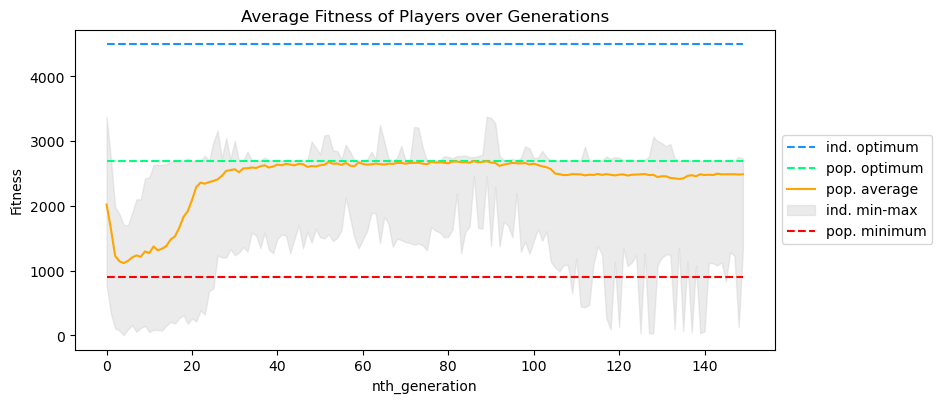 Average Fitness of Players over Generations
Fitness
4000
3000
2000
1000
0
0 20 40 60 80 100 120 140
nth_generation
ind. optimum
pop. optimum
pop. average
ind. min-max
pop. minimum